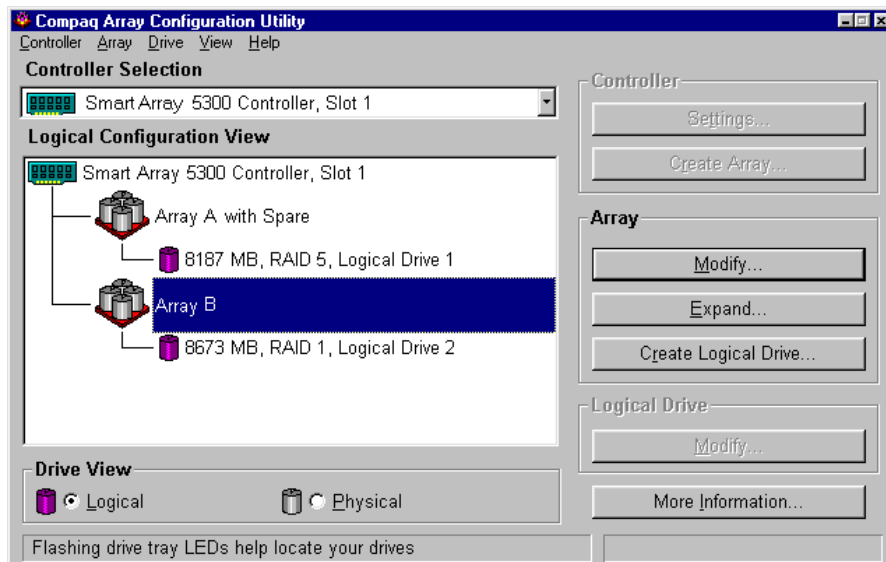 Compaq Array Configuration Utility
Controller Array Drive View Help
Controller Selection
Smart Array 5300 Controller, Slot 1
Logical Configuration View
Smart Array 5300 Controller, Slot 1
Array A with Spare
8187 MB, RAID 5, Logical Drive 1
Array B
8673 MB, RAID 1, Logical Drive 2
Drive View
Logical Physical
Flashing drive tray LEDs help locate your drives
Controller
Settings...
Create Array...
Array
Modify...
Expand...
Create Logical Drive...
Logical Drive
Modify...
More Information...